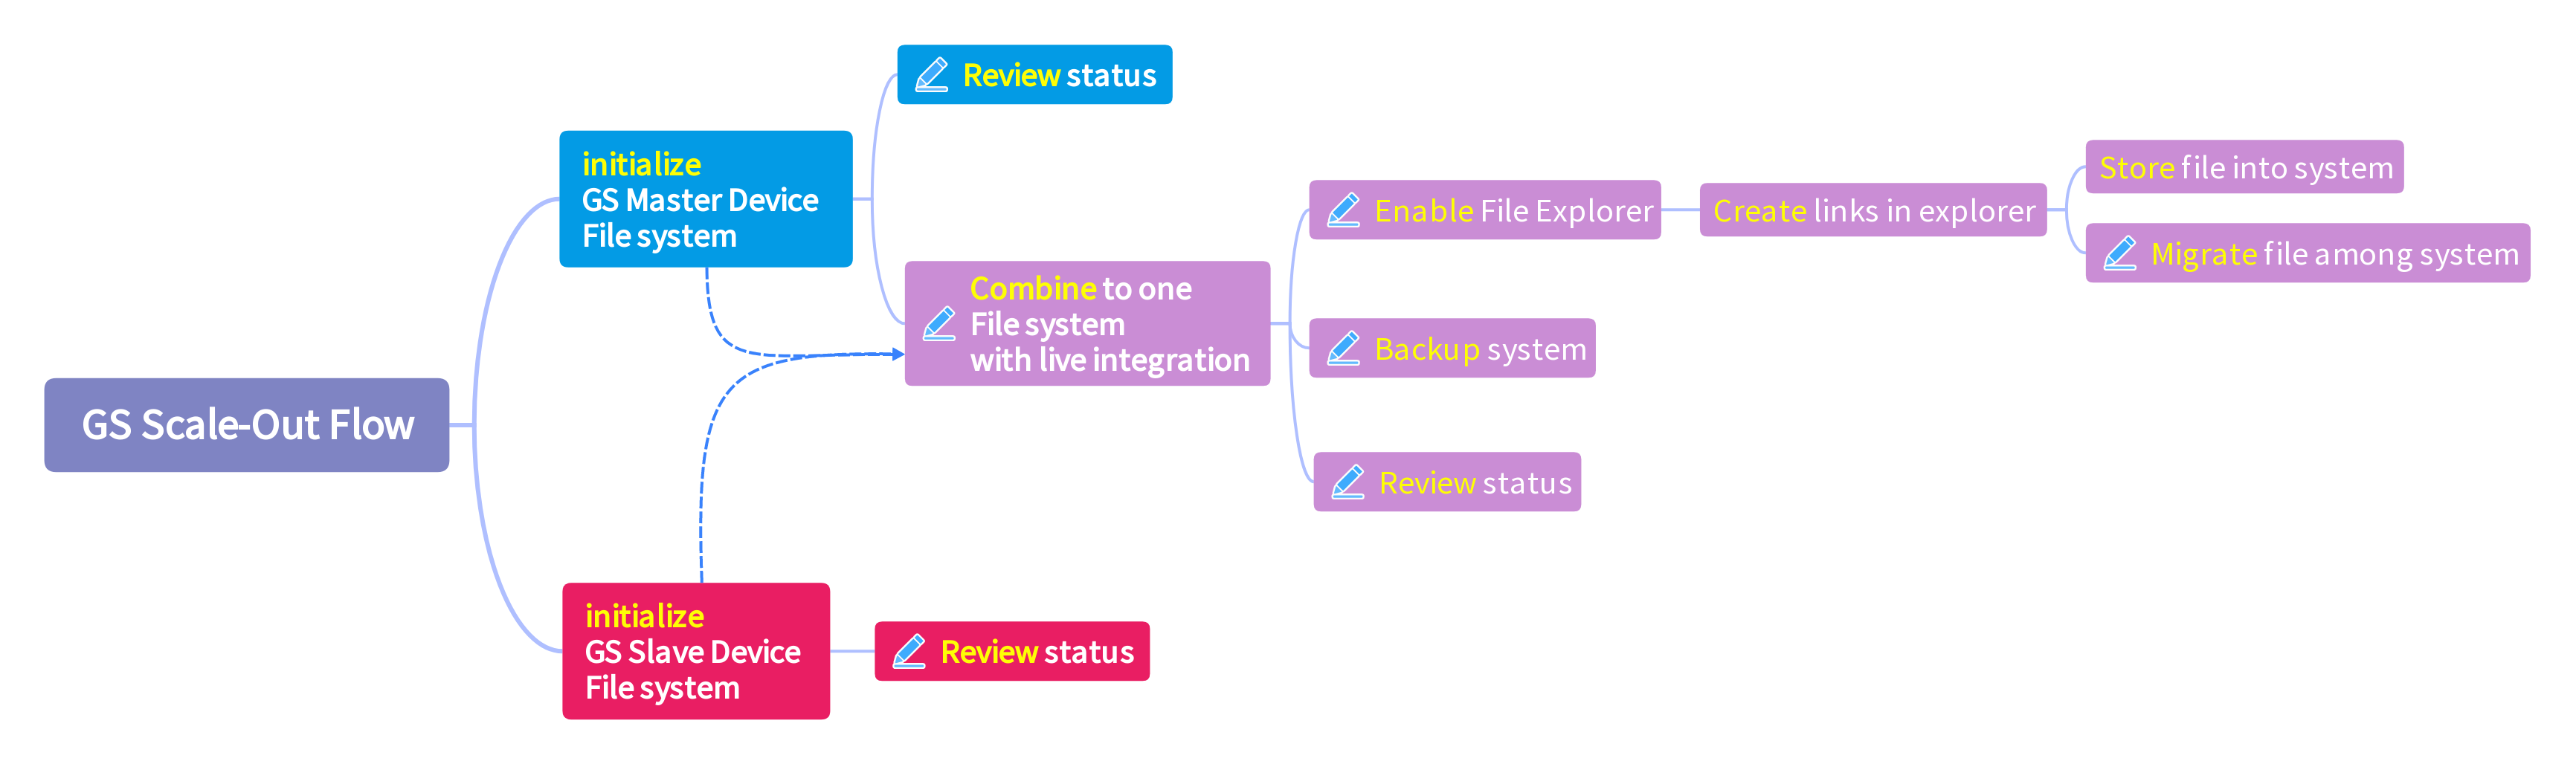 GS Scale-Out Flow
initialize
GS Master Device
File system
Review status
Combine to one
File system
with live integration
Enable File Explorer
Create links in explorer
Store file into system
Migrate file among system
Backup system
Review status
initialize
GS Slave Device
File system
Review status